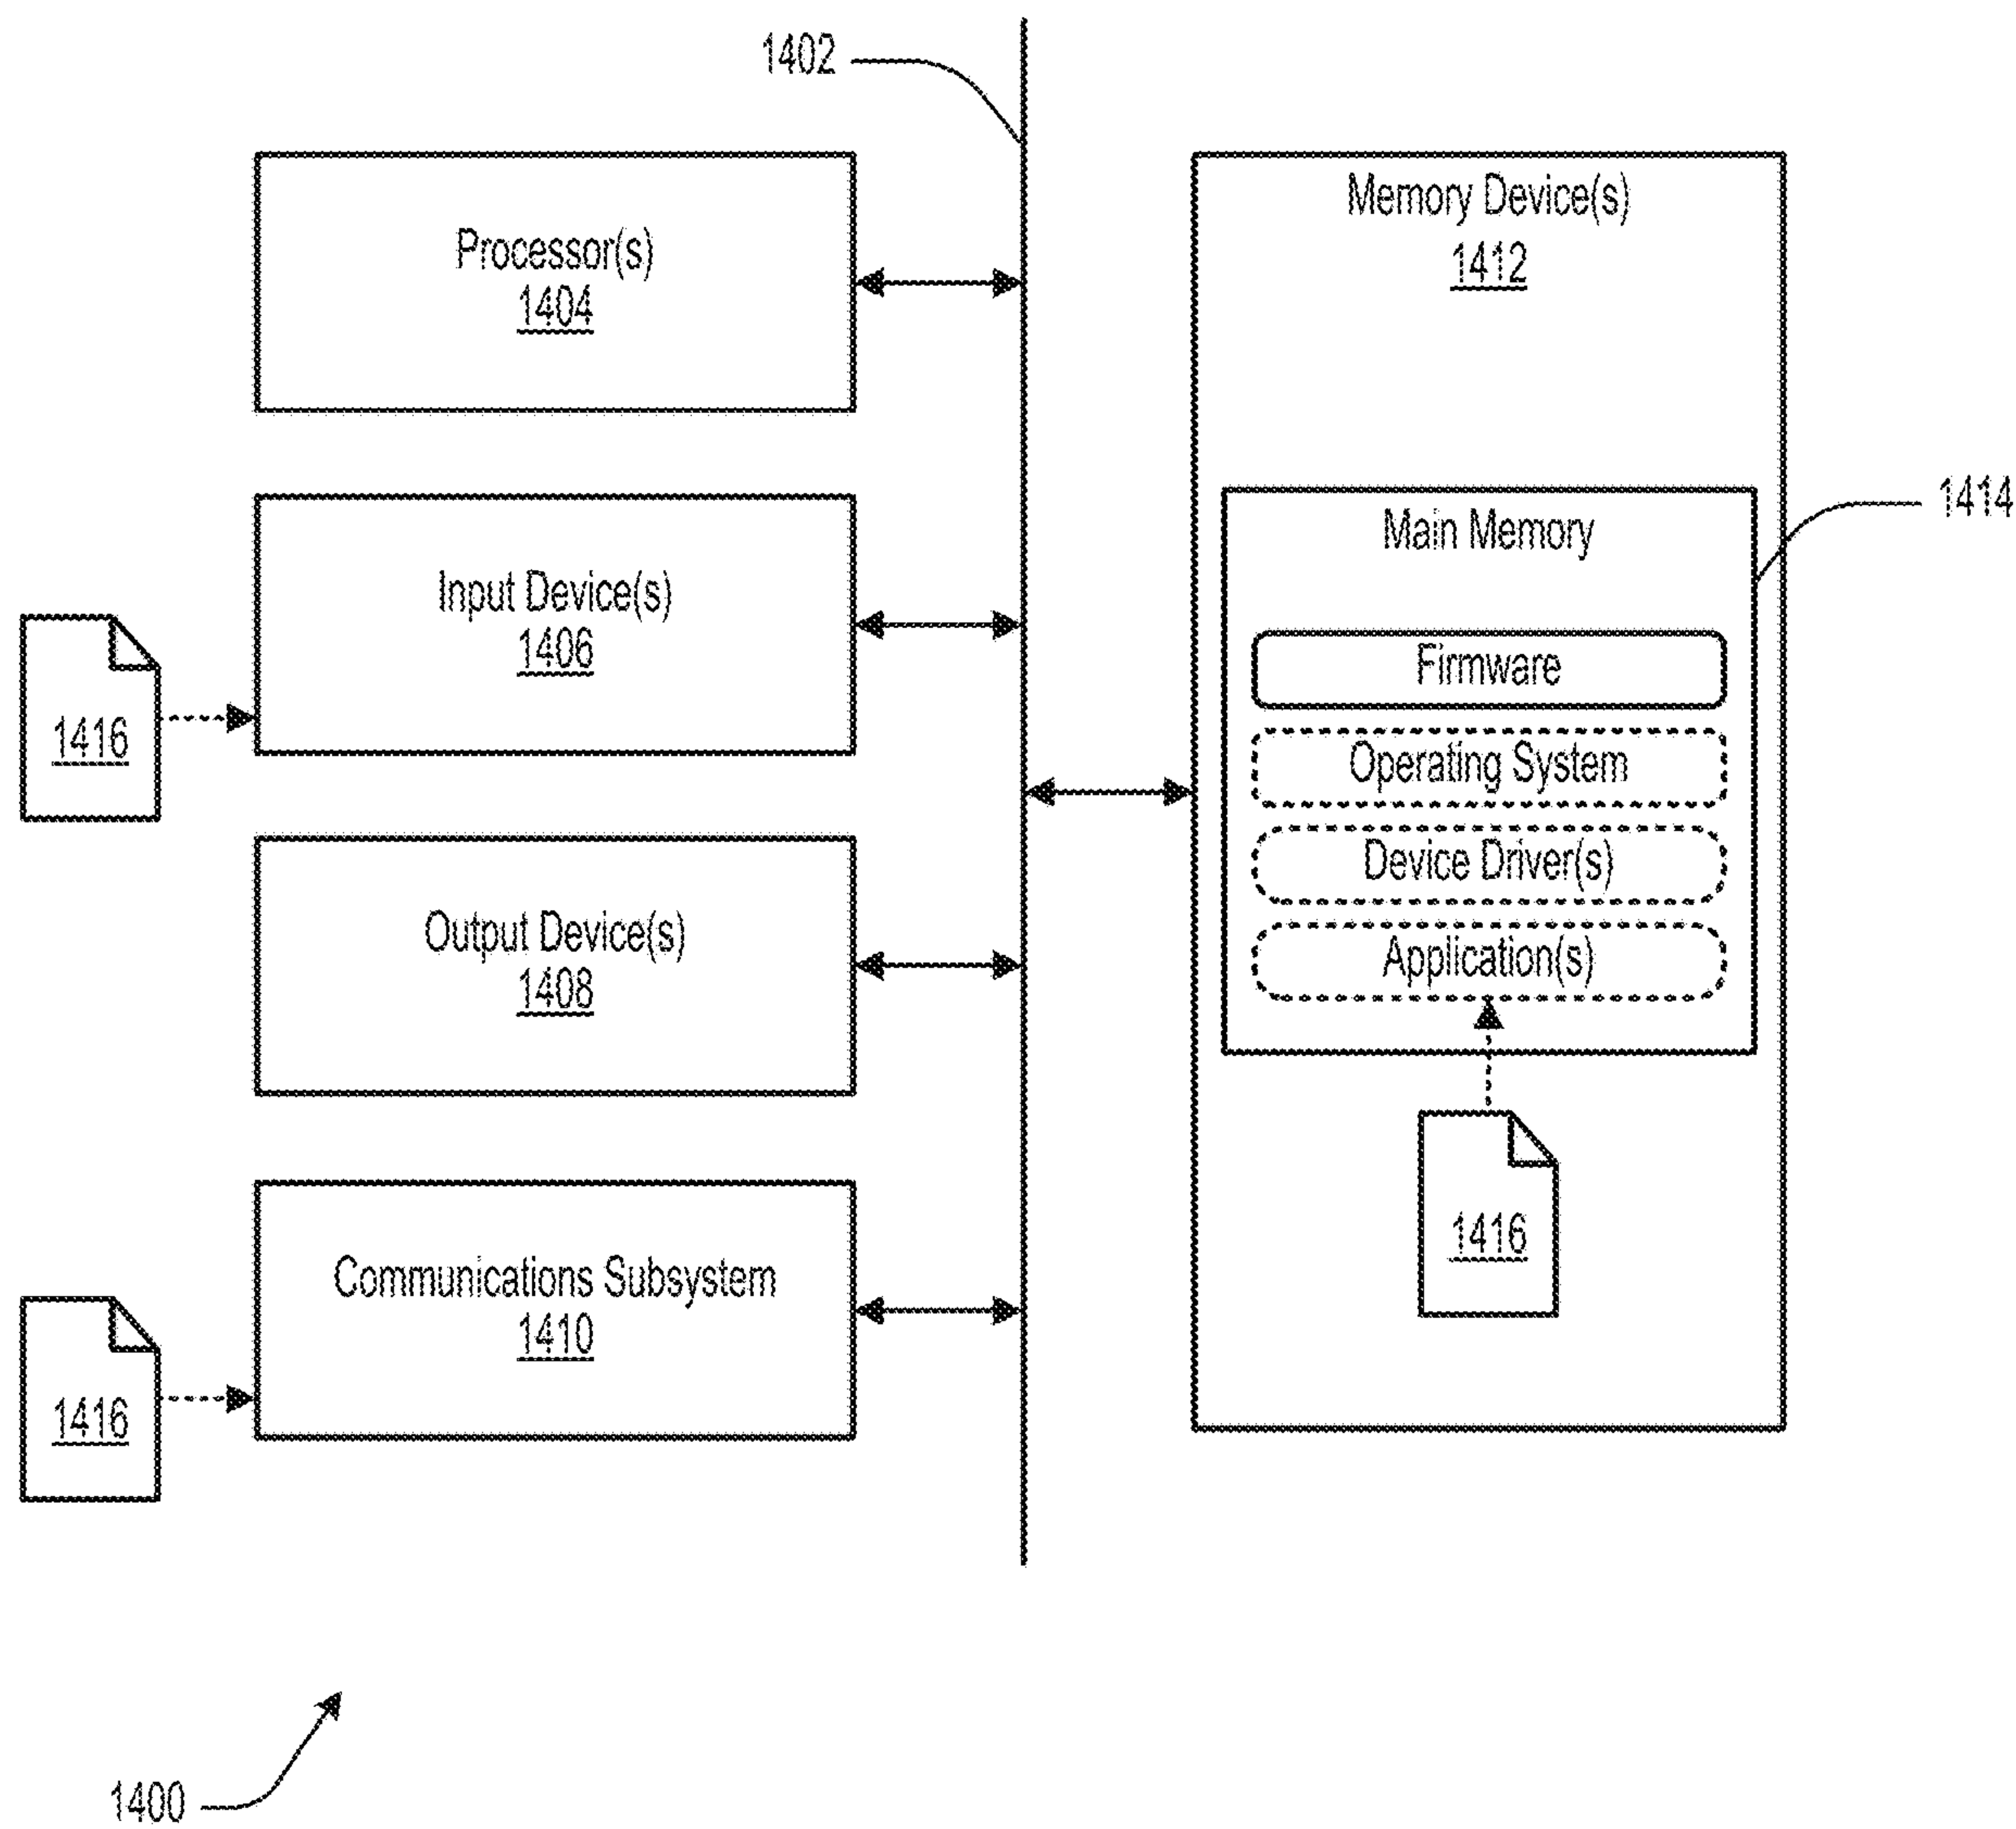 1402
Processor(s)
1404
Input Device(s)
1406
1416
Output Device(s)
1408
Communications Subsystem
1410
1416
Memory Device(s)
1412
1414
Main Memory
Firmware
Operating System
Device Driver(s)
Application(s)
1416
1400